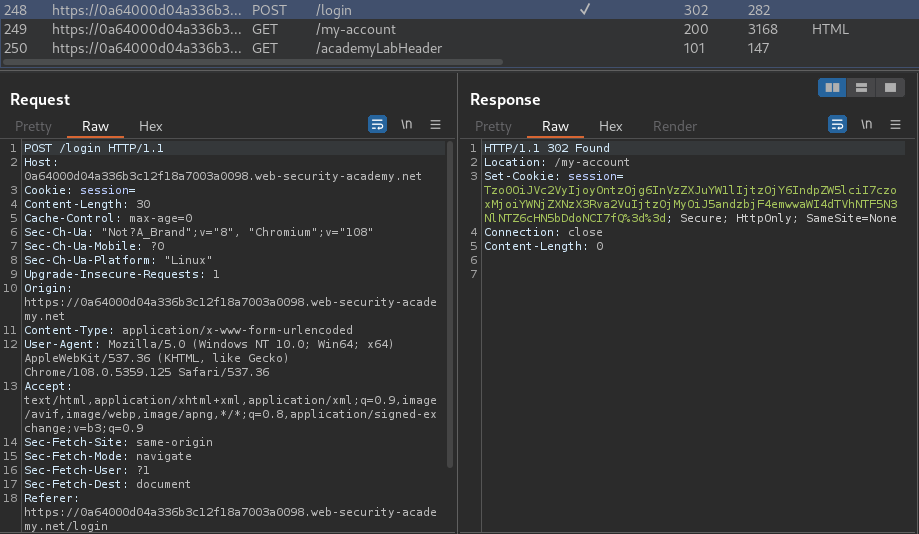 248 https://0a64000d04a336b3... POST /login ✓ 302 282
249 https://0a64000d04a336b3... GET /my-account 200 3168 HTML
250 https://0a64000d04a336b3... GET /academyLabHeader 101 147
Request
Pretty Raw Hex \n
1 POST /login HTTP/1.1
2 Host:
0a64000d04a336b3c12f18a7003a0098.web-security-academy.net
3 Cookie: session=
4 Content-Length: 30
5 Cache-Control: max-age=0
6 Sec-Ch-Ua: "Not?A_Brand";v="8", "Chromium";v="108"
7 Sec-Ch-Ua-Mobile: ?0
8 Sec-Ch-Ua-Platform: "Linux"
9 Upgrade-Insecure-Requests: 1
10 Origin:
https://0a64000d04a336b3c12f18a7003a0098.web-security-acade
my.net
11 Content-Type: application/x-www-form-urlencoded
12 User-Agent: Mozilla/5.0 (Windows NT 10.0; Win64; x64)
AppleWebKit/537.36 (KHTML, like Gecko)
Chrome/108.0.5359.125 Safari/537.36
13 Accept:
text/html,application/xhtml+xml,application/xml;q=0.9,image
/avif,image/webp,image/apng,*/*;q=0.8,application/signed-ex
change;v=b3;q=0.9
14 Sec-Fetch-Site: same-origin
15 Sec-Fetch-Mode: navigate
16 Sec-Fetch-User: ?1
17 Sec-Fetch-Dest: document
18 Referer:
https://0a64000d04a336b3c12f18a7003a0098.web-security-acade
my.net/login
Response
Pretty Raw Hex Render \n
1 HTTP/1.1 302 Found
2 Location: /my-account
3 Set-Cookie: session=
Tzo0OiJVc2VyIjoyOntzOjg6InVzZXJuYW1lIjtzOjY6IndpZW5lciI7czo
xMjoiYWNjZXNzX3Rva2VuIjtzOjMyOiJ5andzbjF4emwwaWI4dTVhNTF5N3
NlNTZ6cHN5bDdoNCI7fQ%3d%3d; Secure; HttpOnly; SameSite=None
4 Connection: close
5 Content-Length: 0
6
7